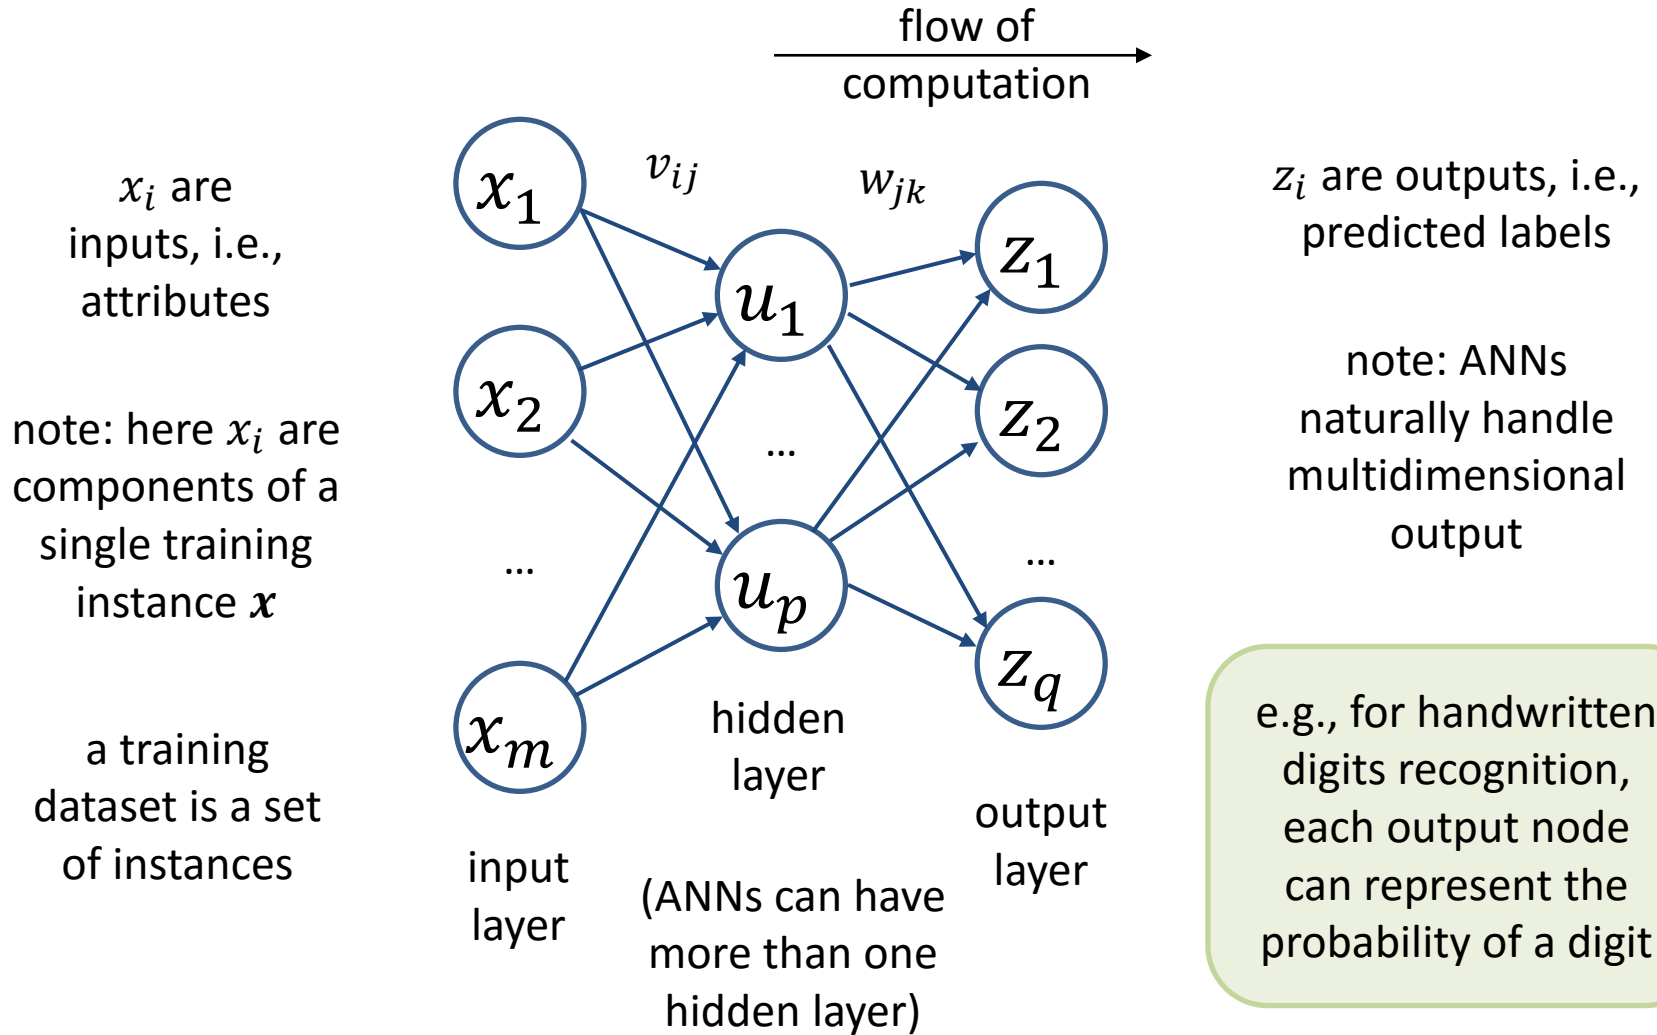 flow of
computation
𝑥ᵢ are
inputs, i.e.,
attributes
note: here 𝑥ᵢ are
components of a
single training
instance 𝒙
a training
dataset is a set
of instances
𝑥₁
𝑥₂
...
𝑥ₘ
input
layer
𝑣ᵢⱼ
𝑢₁
...
𝑢ₚ
hidden
layer
(ANNs can have
more than one
hidden layer)
𝑤ⱼₖ
𝑧₁
𝑧₂
...
𝑧_𝑞
output
layer
𝑧ᵢ are outputs, i.e.,
predicted labels
note: ANNs
naturally handle
multidimensional
output
e.g., for handwritten
digits recognition,
each output node
can represent the
probability of a digit